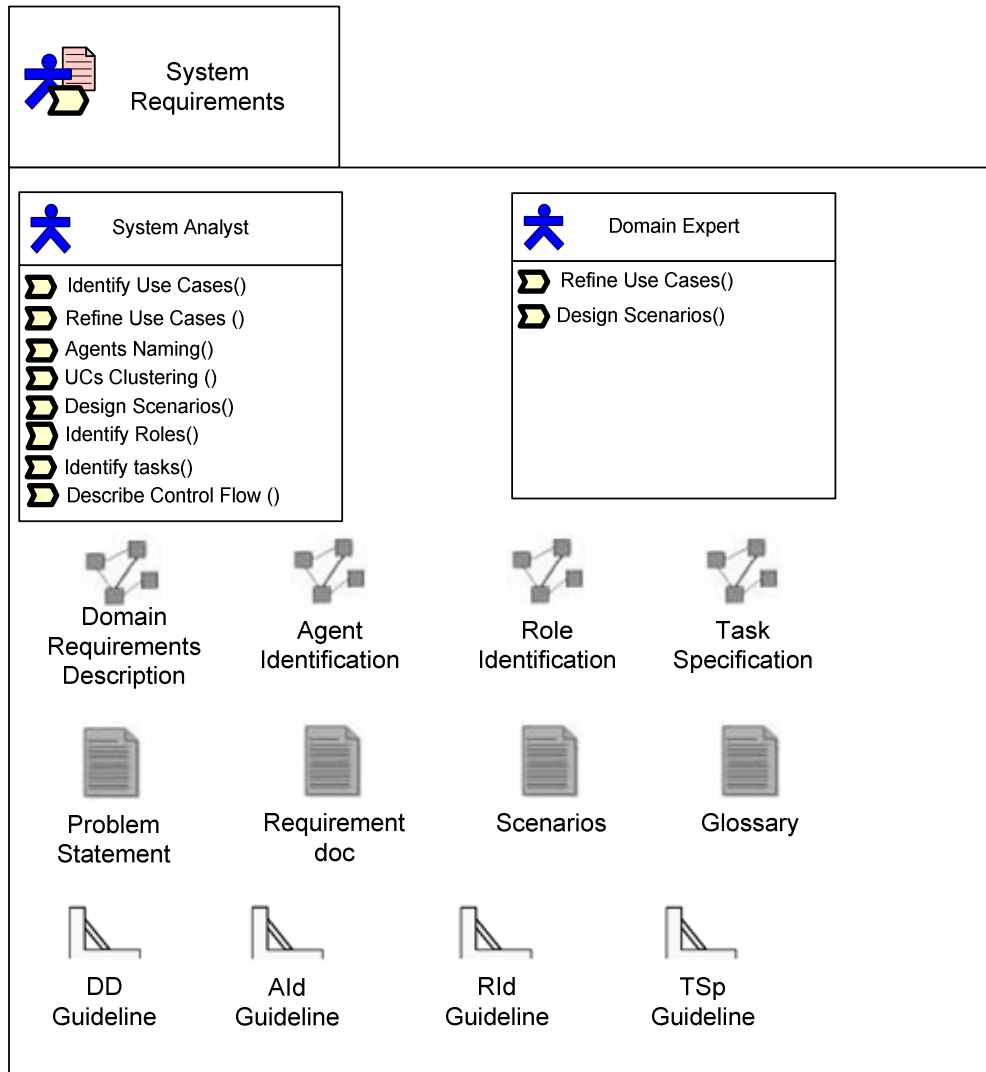 System
Requirements
System Analyst
Identify Use Cases()
Refine Use Cases ()
Agents Naming()
UCs Clustering ()
Design Scenarios()
Identify Roles()
Identify tasks()
Describe Control Flow ()
Domain Expert
Refine Use Cases()
Design Scenarios()
Domain
Requirements
Description
Agent
Identification
Role
Identification
Task
Specification
Problem
Statement
Requirement
doc
Scenarios
Glossary
DD
Guideline
AId
Guideline
RId
Guideline
TSp
Guideline